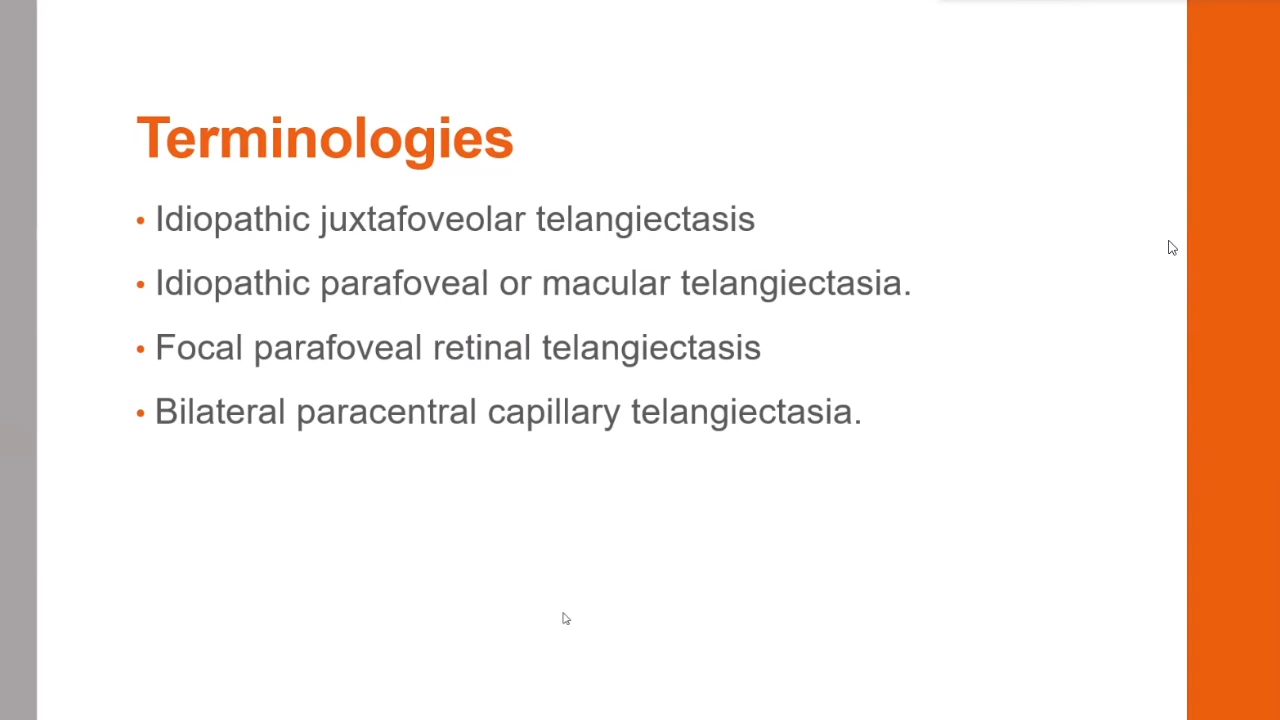 Terminologies
• Idiopathic juxtafoveolar telangiectasis
• Idiopathic parafoveal or macular telangiectasia.
• Focal parafoveal retinal telangiectasis
• Bilateral paracentral capillary telangiectasia.